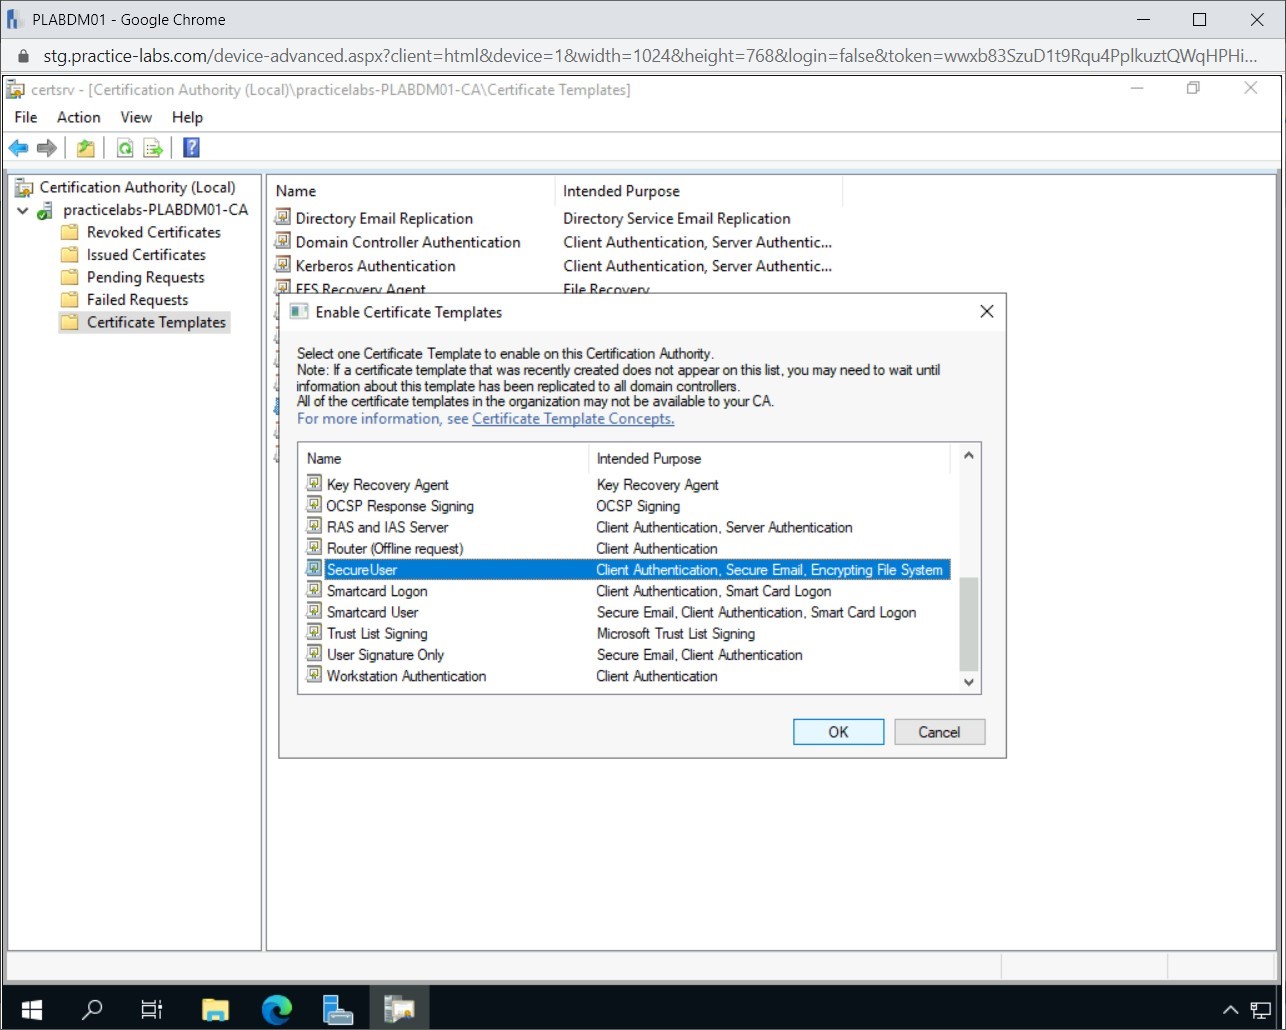 PLABDM01 - Google Chrome
stg.practice-labs.com/device-advanced.aspx?client=html&device=1&width=1024&height=768&login=false&token=wwxb83SzuD1t9Rqu4PplkuztQWqHPHi...
certsrv - [Certification Authority (Local)\practicelabs-PLABDM01-CA\Certificate Templates]
File Action View Help
Certification Authority (Local)
practicelabs-PLABDM01-CA
Revoked Certificates
Issued Certificates
Pending Requests
Failed Requests
Certificate Templates
Name Intended Purpose
Directory Email Replication Directory Service Email Replication
Domain Controller Authentication Client Authentication, Server Authentic...
Kerberos Authentication Client Authentication, Server Authentic...
EFS Recovery Agent File Recovery
Enable Certificate Templates
Select one Certificate Template to enable on this Certification Authority.
Note: If a certificate template that was recently created does not appear on this list, you may need to wait until
information about this template has been replicated to all domain controllers.
All of the certificate templates in the organization may not be available to your CA.
For more information, see Certificate Template Concepts.
Name Intended Purpose
Key Recovery Agent Key Recovery Agent
OCSP Response Signing OCSP Signing
RAS and IAS Server Client Authentication, Server Authentication
Router (Offline request) Client Authentication
SecureUser Client Authentication, Secure Email, Encrypting File System
Smartcard Logon Client Authentication, Smart Card Logon
Smartcard User Secure Email, Client Authentication, Smart Card Logon
Trust List Signing Microsoft Trust List Signing
User Signature Only Secure Email, Client Authentication
Workstation Authentication Client Authentication
OK Cancel